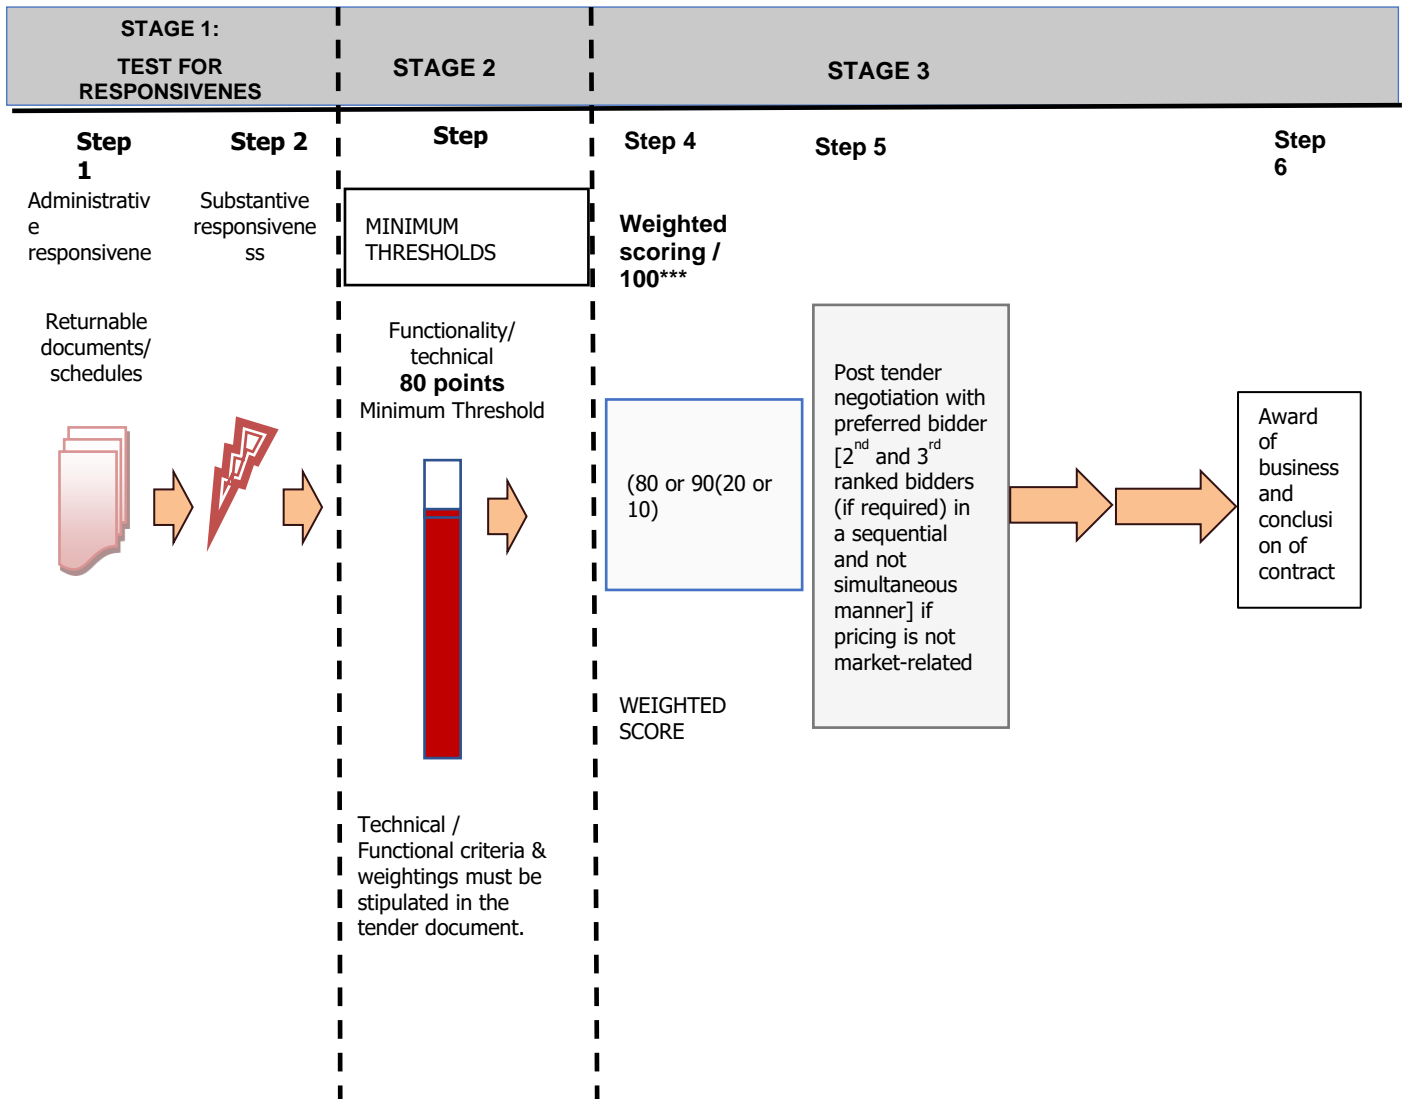 STAGE 1:
TEST FOR
RESPONSIVENES
STAGE 2
STAGE 3
Step
1
Step 2
Step
Step 4
Step 5
Step
6
Administrativ
e
responsivene
Substantive
responsivene
ss
MINIMUM
THRESHOLDS
Weighted
scoring /
100***
Returnable
documents/
schedules
Functionality/
technical
80 points
Minimum Threshold
(80 or 90(20 or
10)
Post tender
negotiation with
preferred bidder
[2nd and 3rd
ranked bidders
(if required) in
a sequential
and not
simultaneous
manner] if
pricing is not
market-related
Award
of
business
and
conclusi
on of
contract
WEIGHTED
SCORE
Technical /
Functional criteria &
weightings must be
stipulated in the
tender document.